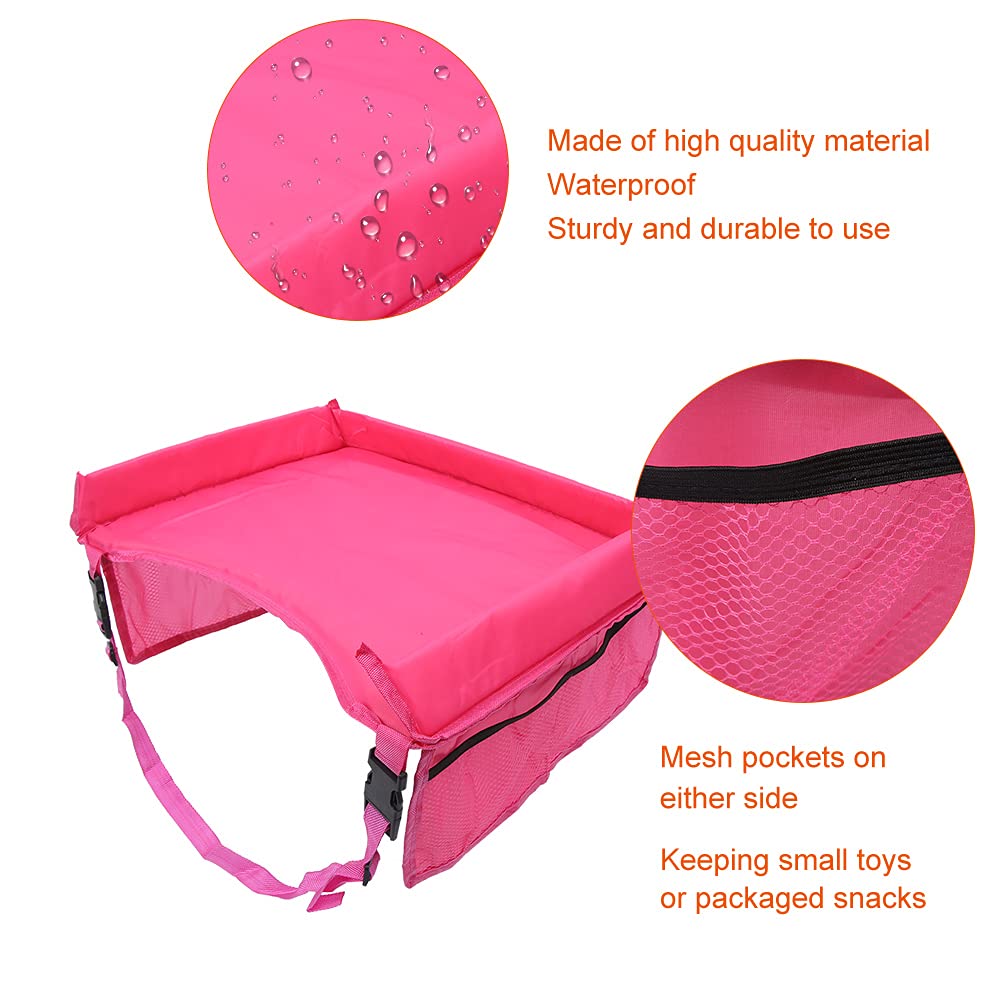 Made of high quality material
Waterproof
Sturdy and durable to use
Mesh pockets on
either side
Keeping small toys
or packaged snacks